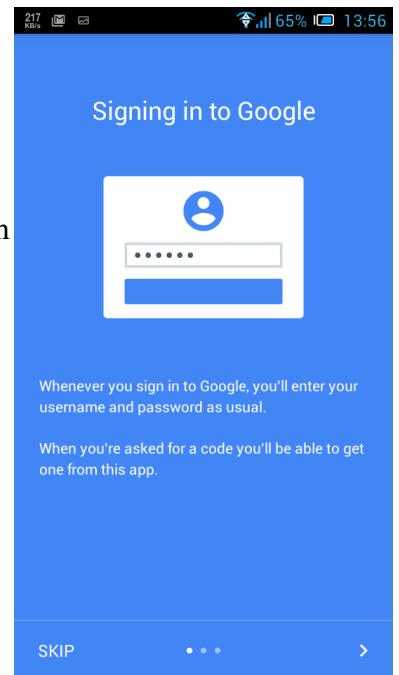 217
KB/s
65%
13:56
Signing in to Google
n
Whenever you sign in to Google, you'll enter your
username and password as usual.
When you're asked for a code you'll be able to get
one from this app.
SKIP